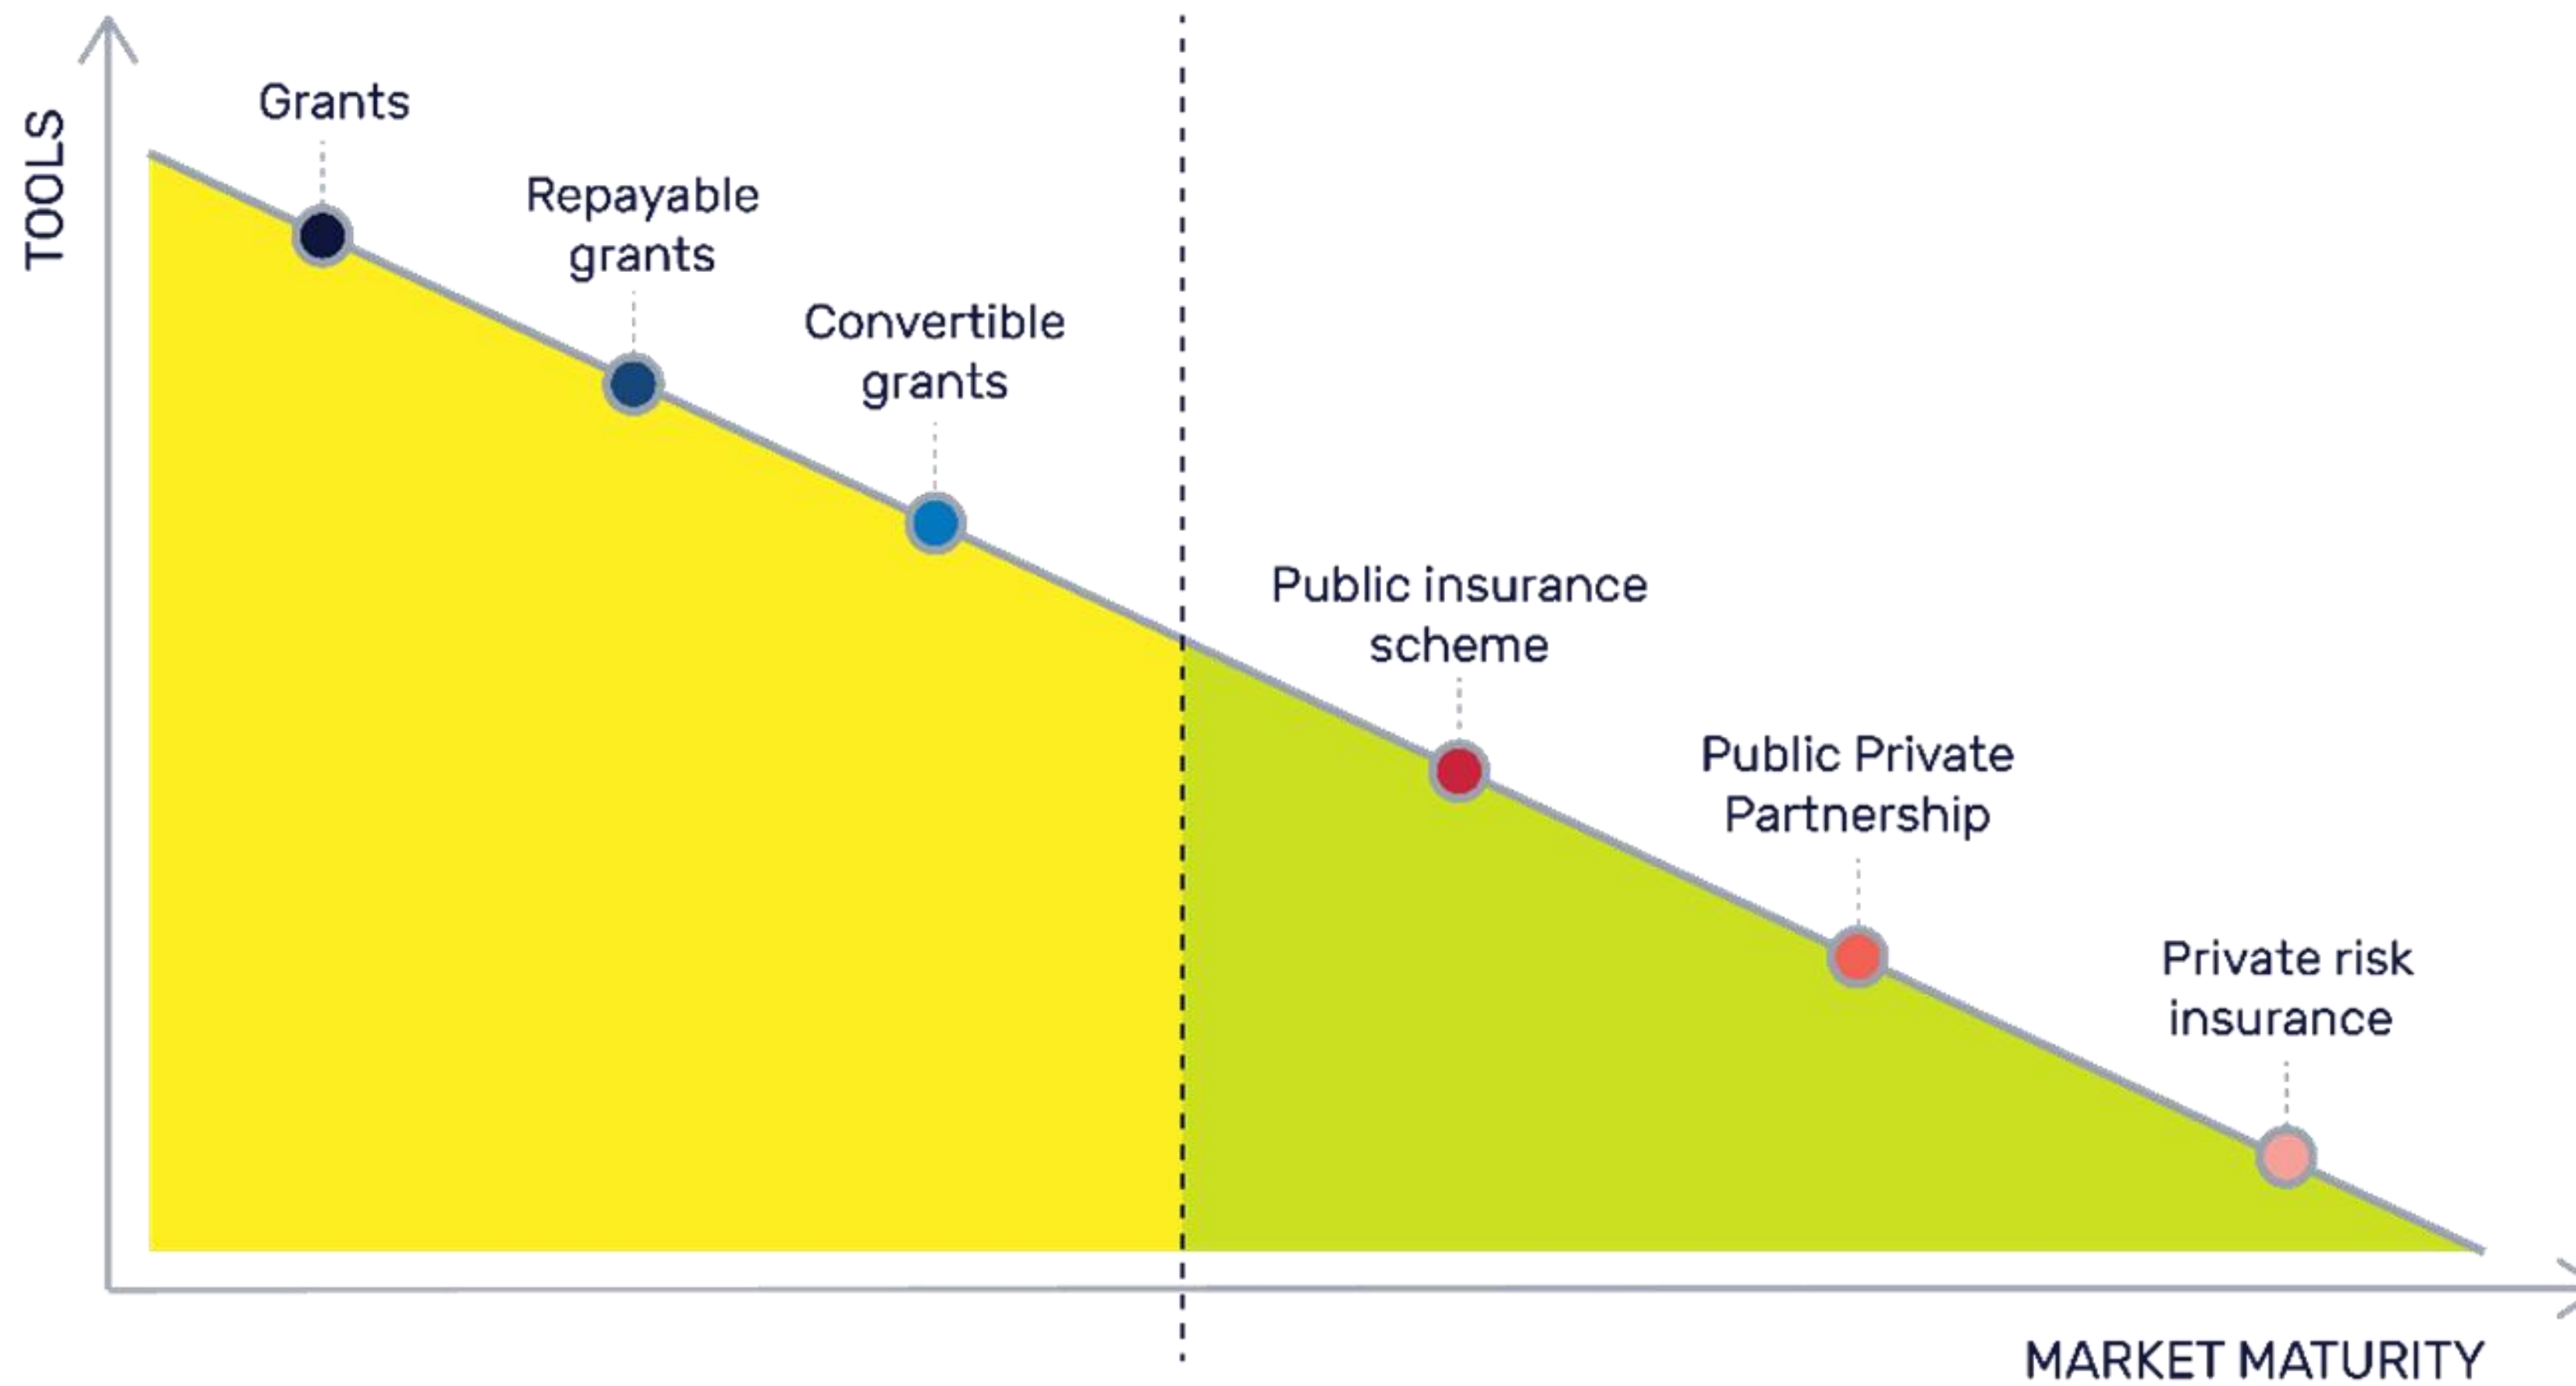 TOOLS
Grants
Repayable
grants
Convertible
grants
Public insurance
scheme
Public Private
Partnership
Private risk
insurance
MARKET MATURITY